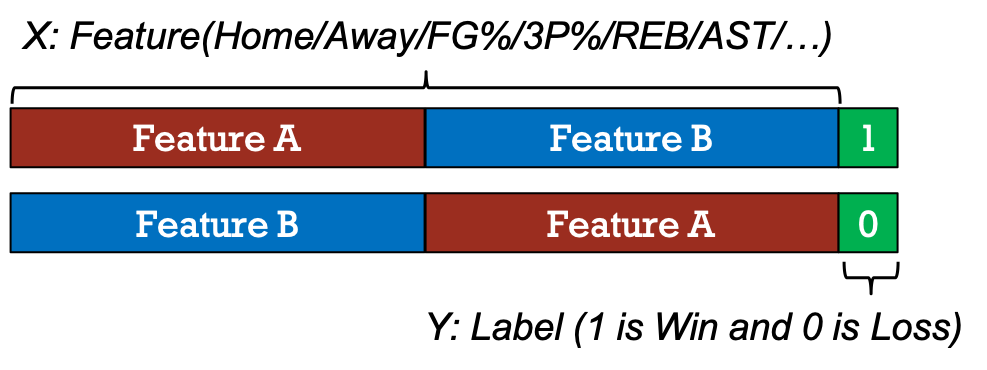 X: Feature(Home/Away/FG%/3P%/REB/AST/…)
Feature A Feature B 1
Feature B Feature A 0
Y: Label (1 is Win and 0 is Loss)